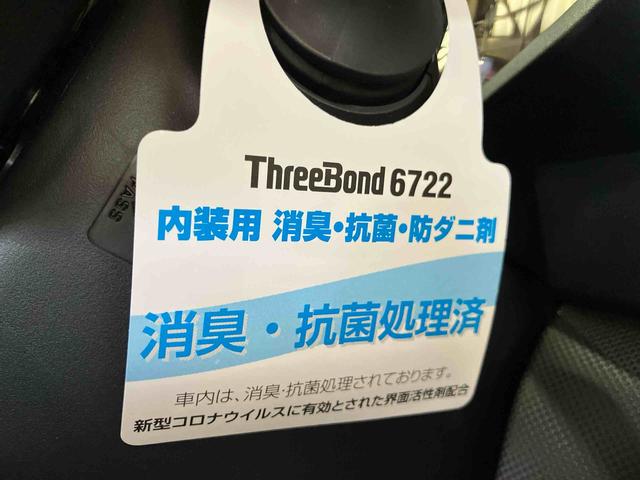 ThreeBond 6722
内装用 消臭・抗菌・防ダニ剤
消臭・抗菌処理済
車内は、消臭・抗菌処理されております。
新型コロナウイルスに有効とされた界面活性剤配合